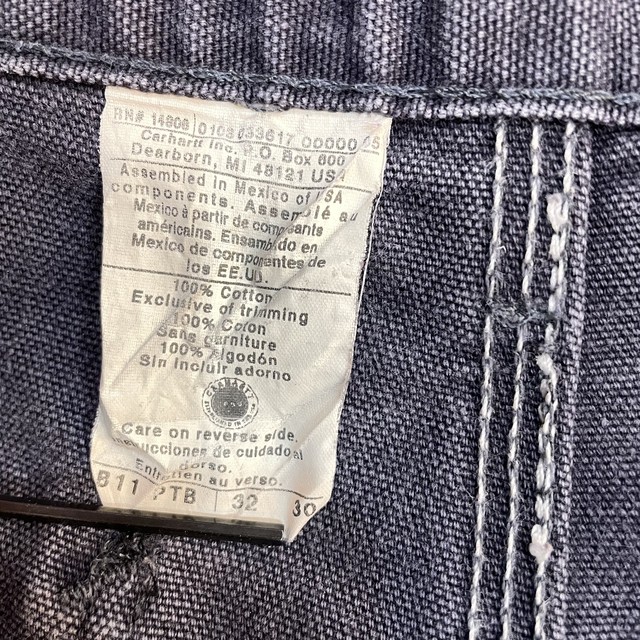 RN# 14806 0103 633617 00000 05
Carhartt Inc. P.O. Box 600
Dearborn, MI 48121 USA
Assembled in Mexico of USA
components. Assemblé au
Mexico à partir de composants
américains. Ensamblado en
Mexico de componentes de
los EE.UU.
100% Cotton
Exclusive of trimming
100% Coton
Sans garniture
100% Algodón
Sin incluir adorno
CARHARTT
Care on reverse side.
Instrucciones de cuidado al
dorso.
Entretien au verso.
B11 PTB 32 30